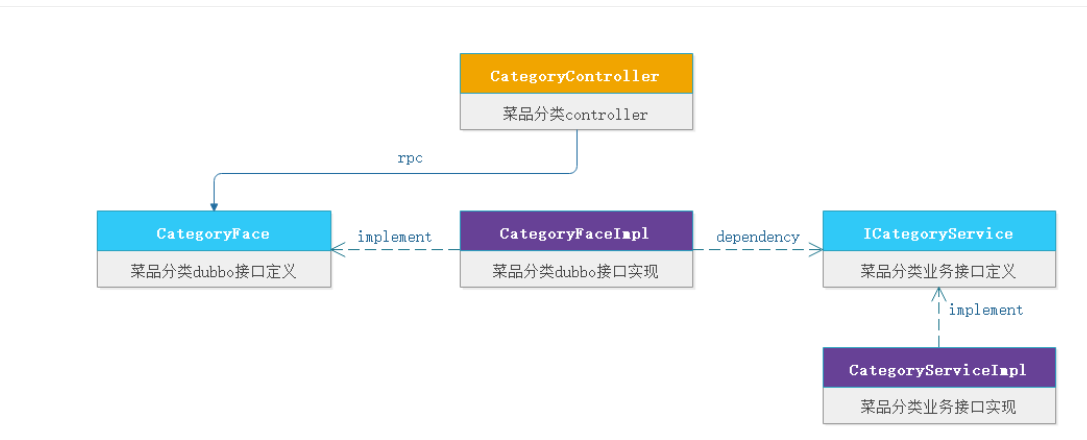 CategoryController
菜品分类controller
rpc
CategoryFace
菜品分类dubbo接口定义
implement
CategoryFaceImpl
菜品分类dubbo接口实现
dependency
ICategoryService
菜品分类业务接口定义
implement
CategoryServiceImpl
菜品分类业务接口实现